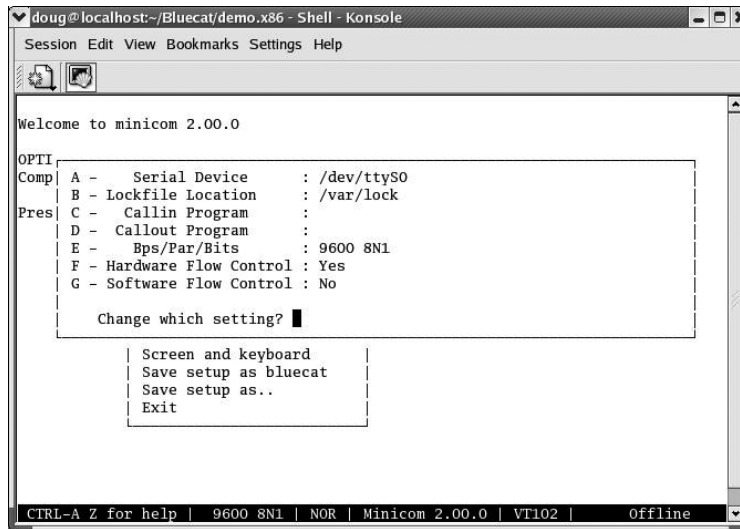 doug@localhost:~/Bluecat/demo.x86 - Shell - Konsole
Session Edit View Bookmarks Settings Help
Welcome to minicom 2.00.0
OPTI
Comp| A - Serial Device : /dev/ttyS0
| B - Lockfile Location : /var/lock
Pres| C - Callin Program :
| D - Callout Program :
| E - Bps/Par/Bits : 9600 8N1
| F - Hardware Flow Control : Yes
| G - Software Flow Control : No
Change which setting?
| Screen and keyboard |
| Save setup as bluecat |
| Save setup as.. |
| Exit |
CTRL-A Z for help | 9600 8N1 | NOR | Minicom 2.00.0 | VT102 | Offline